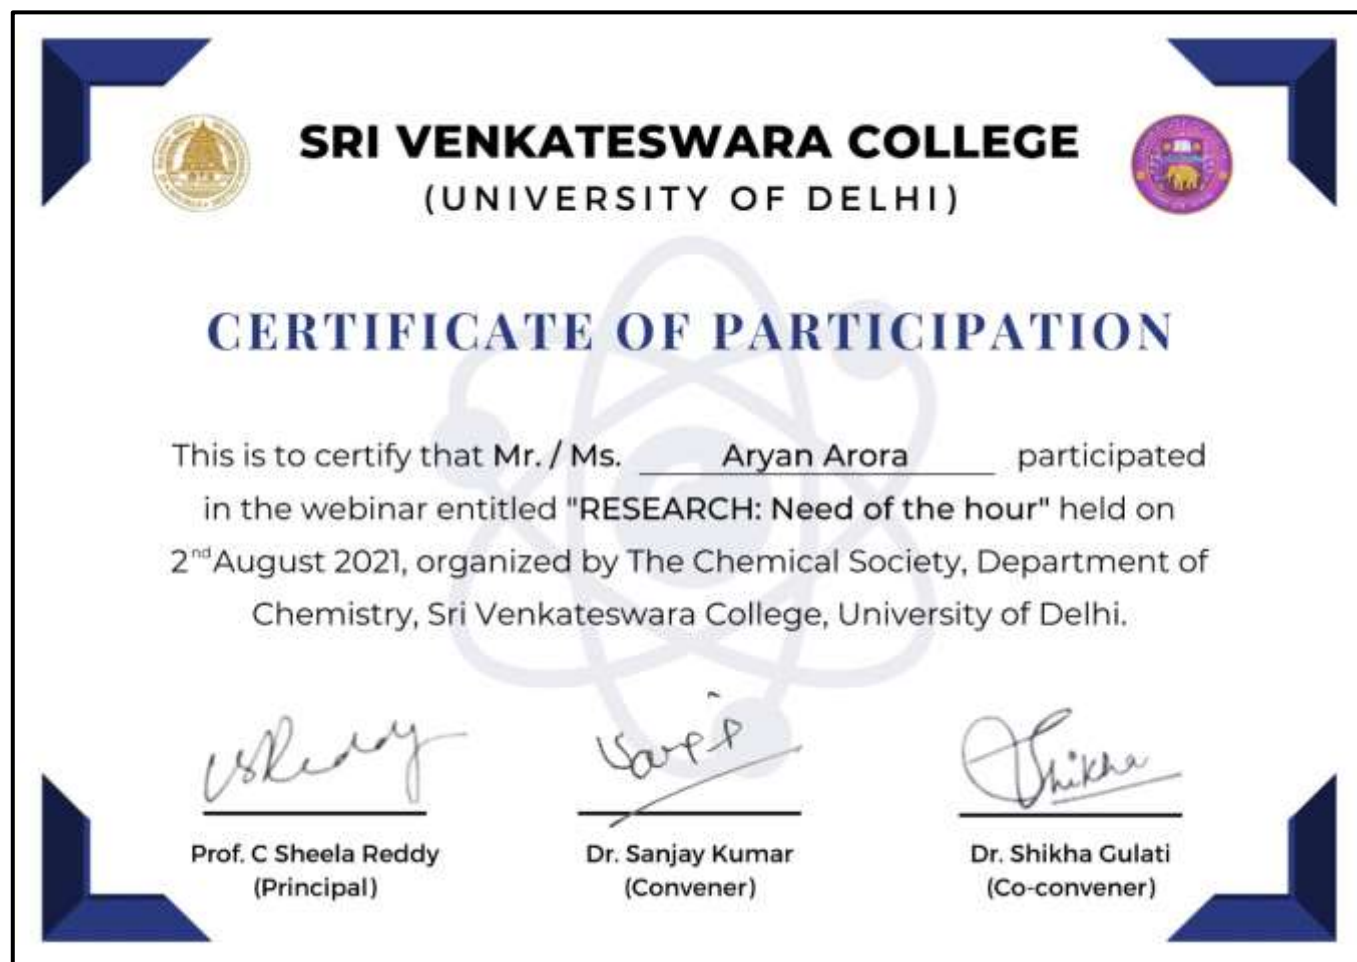 SRI VENKATESWARA COLLEGE
(UNIVERSITY OF DELHI)
CERTIFICATE OF PARTICIPATION
This is to certify that Mr. / Ms. Aryan Arora participated
in the webinar entitled "RESEARCH: Need of the hour" held on
2nd August 2021, organized by The Chemical Society, Department of
Chemistry, Sri Venkateswara College, University of Delhi.
Prof. C Sheela Reddy
(Principal)
Dr. Sanjay Kumar
(Convener)
Dr. Shikha Gulati
(Co-convener)